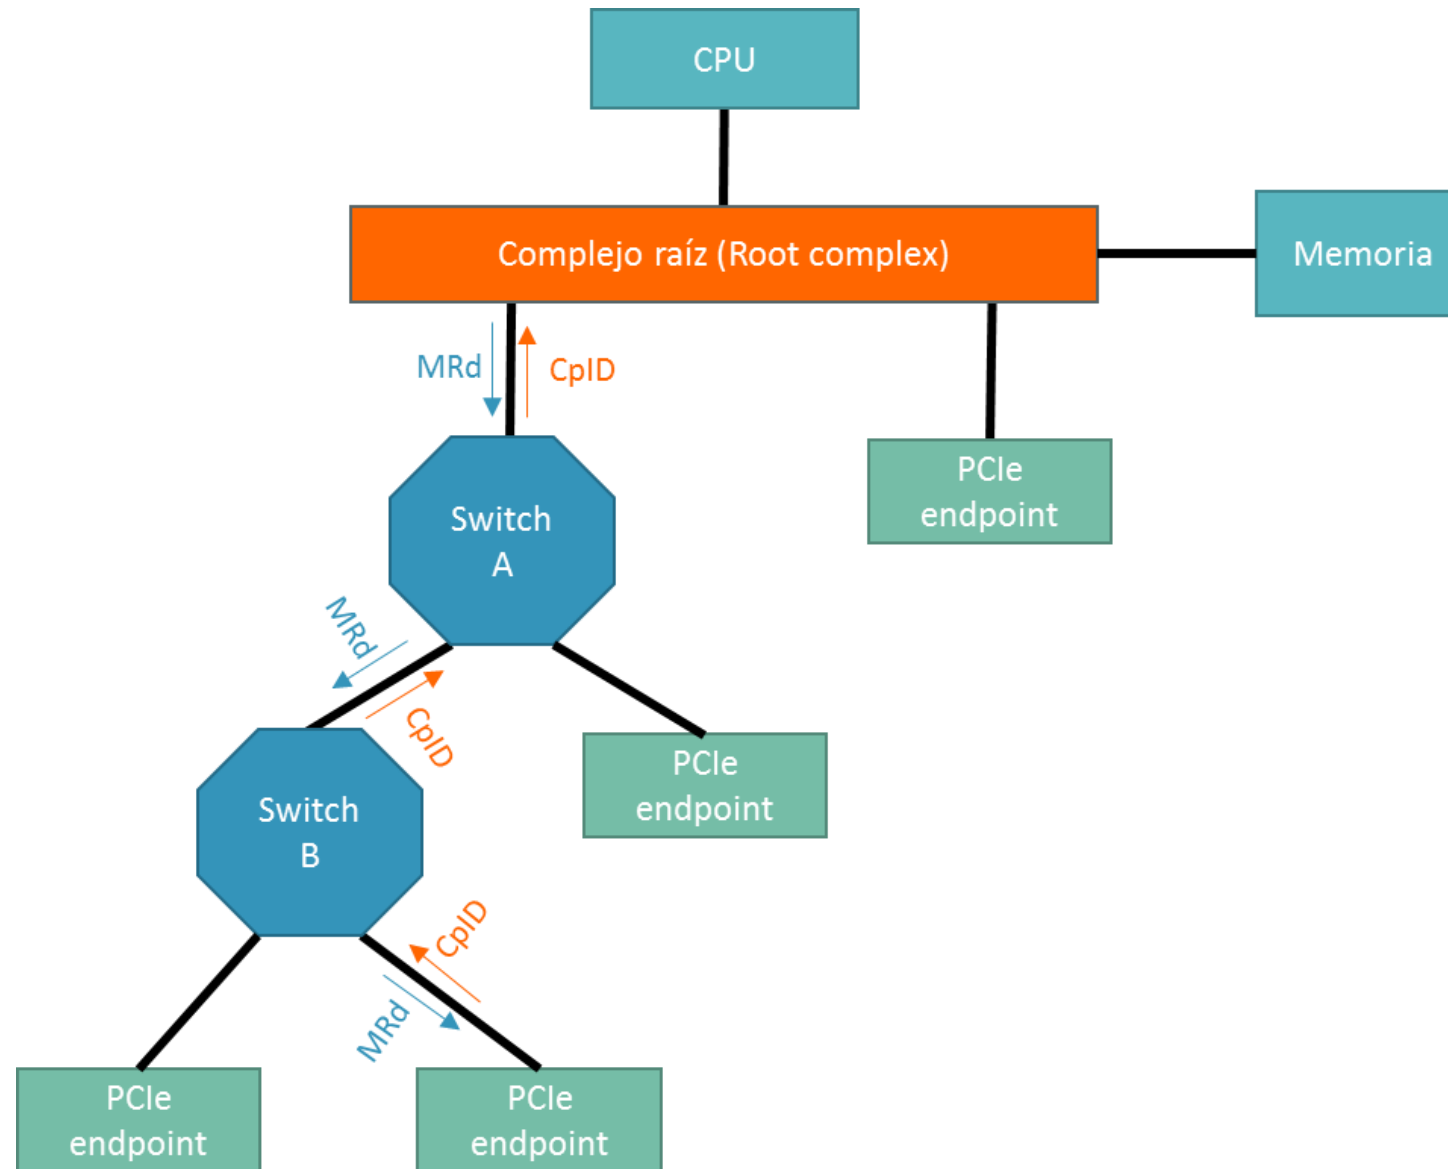 CPU
Complejo raíz (Root complex)
Memoria
MRd
CplD
PCIe
endpoint
Switch
A
MRd
CplD
PCIe
endpoint
Switch
B
CplD
MRd
PCIe
endpoint
PCIe
endpoint